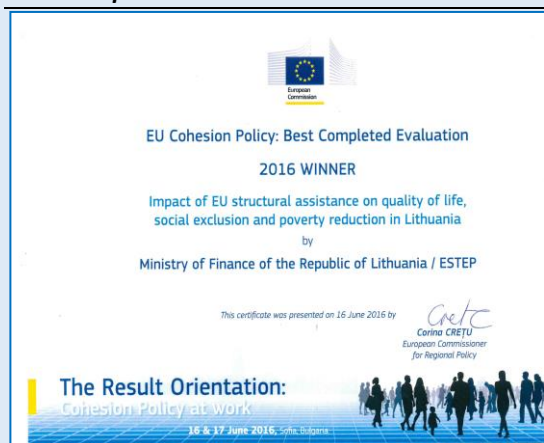 European
Commission
EU Cohesion Policy: Best Completed Evaluation
2016 WINNER
Impact of EU structural assistance on quality of life,
social exclusion and poverty reduction in Lithuania
by
Ministry of Finance of the Republic of Lithuania / ESTEP
This certificate was presented on 16 June 2016 by
Corina CREȚU
European Commissioner
for Regional Policy
The Result Orientation:
Cohesion Policy at work
16 & 17 June 2016, Sofia, Bulgaria